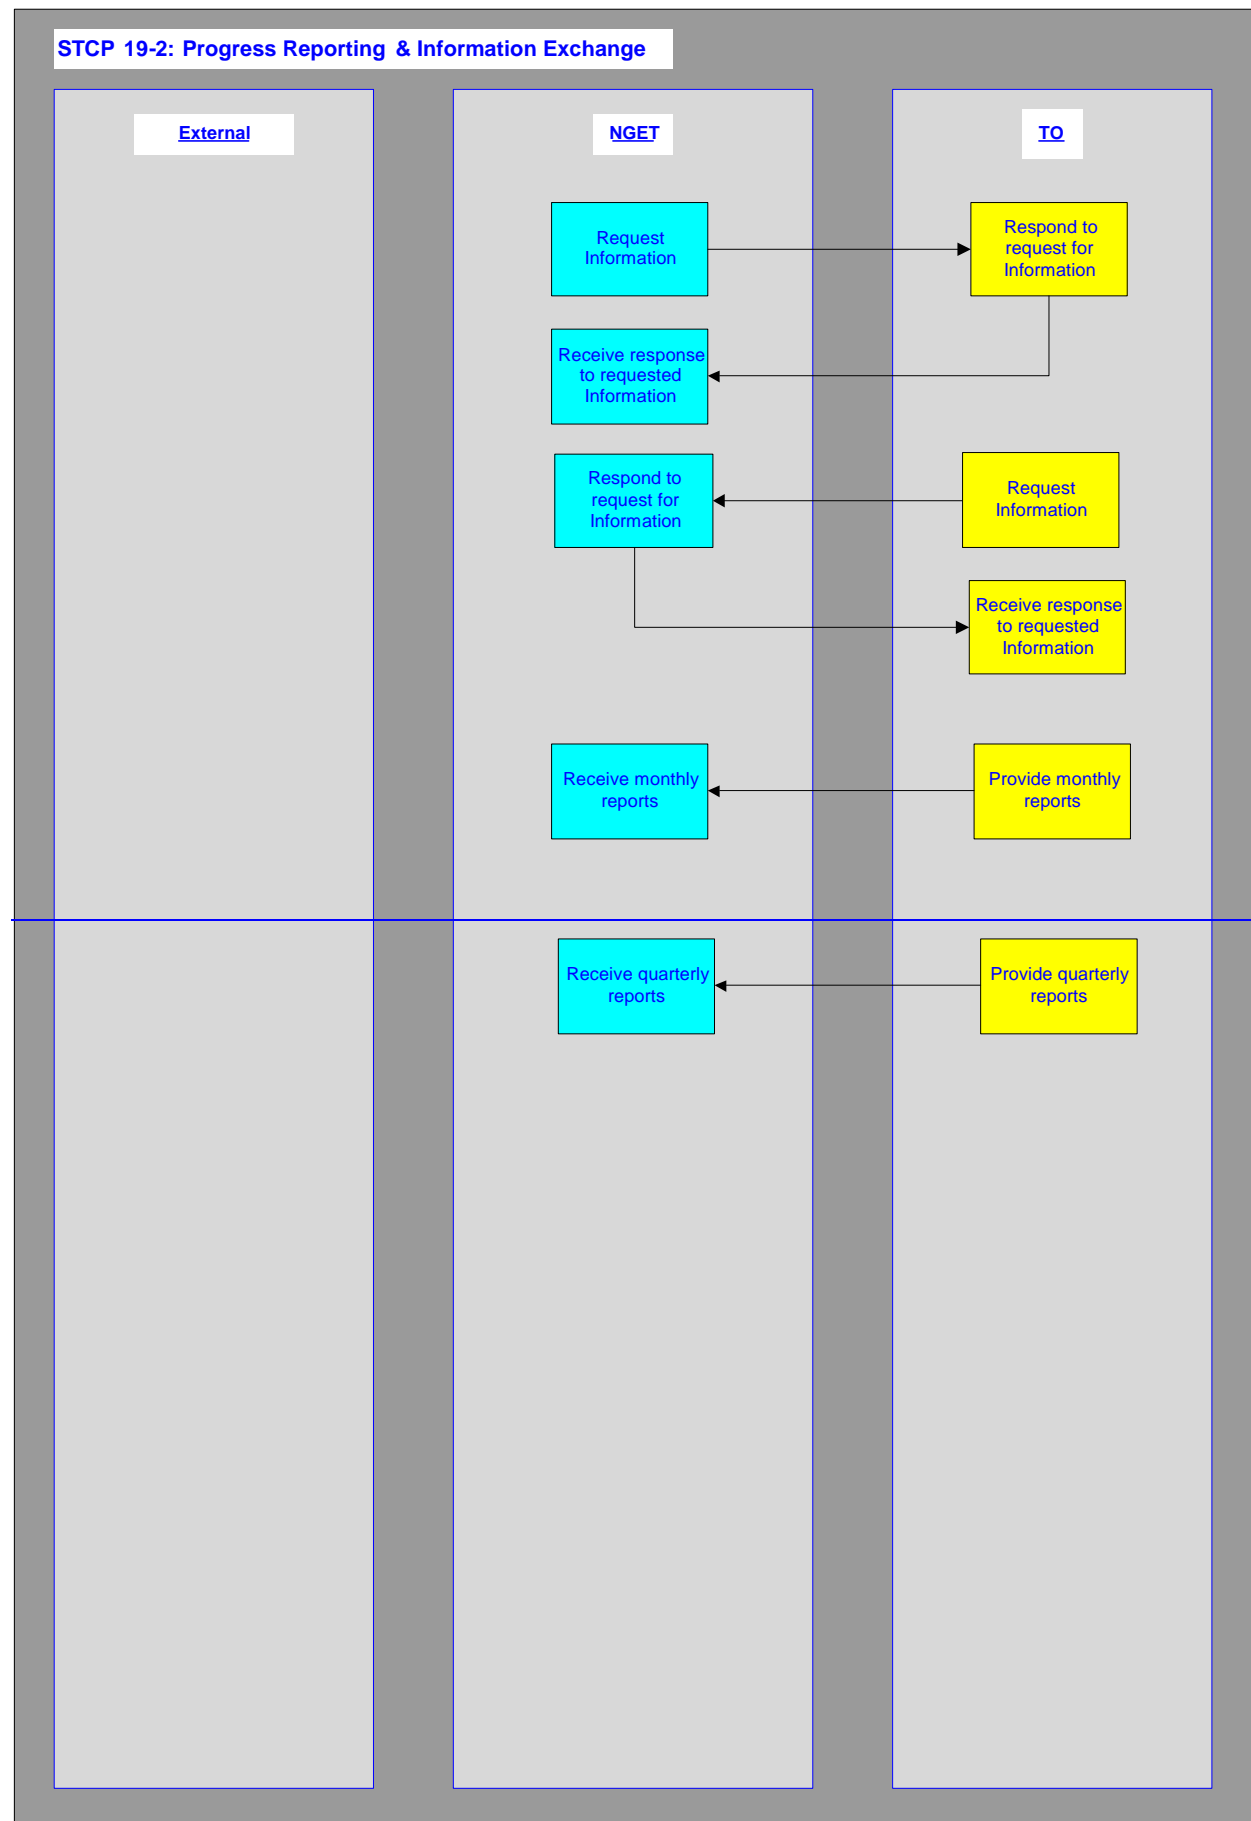 STCP 19-2: Progress Reporting & Information Exchange
External
NGET
TO
Request
Information
Respond to
request for
Information
Receive response
to requested
Information
Respond to
request for
Information
Request
Information
Receive response
to requested
Information
Receive monthly
reports
Provide monthly
reports
Receive quarterly
reports
Provide quarterly
reports